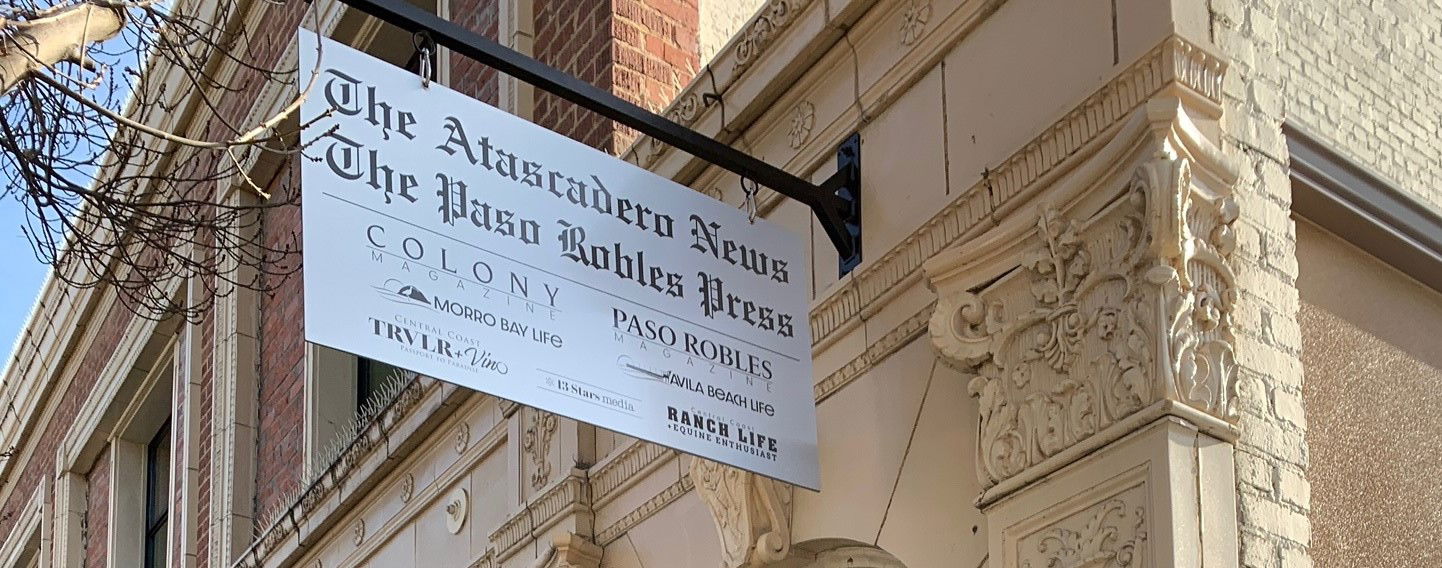 The Atascadero News
The Paso Robles Press
COLONY
MAGAZINE
MORRO BAY LIFE
CENTRAL COAST
TRVLR+Vino
PASSPORT TO PARADISE
13 Stars media
PASO ROBLES
MAGAZINE
AVILA BEACH LIFE
Central Coast
RANCH LIFE
+EQUINE ENTHUSIAST